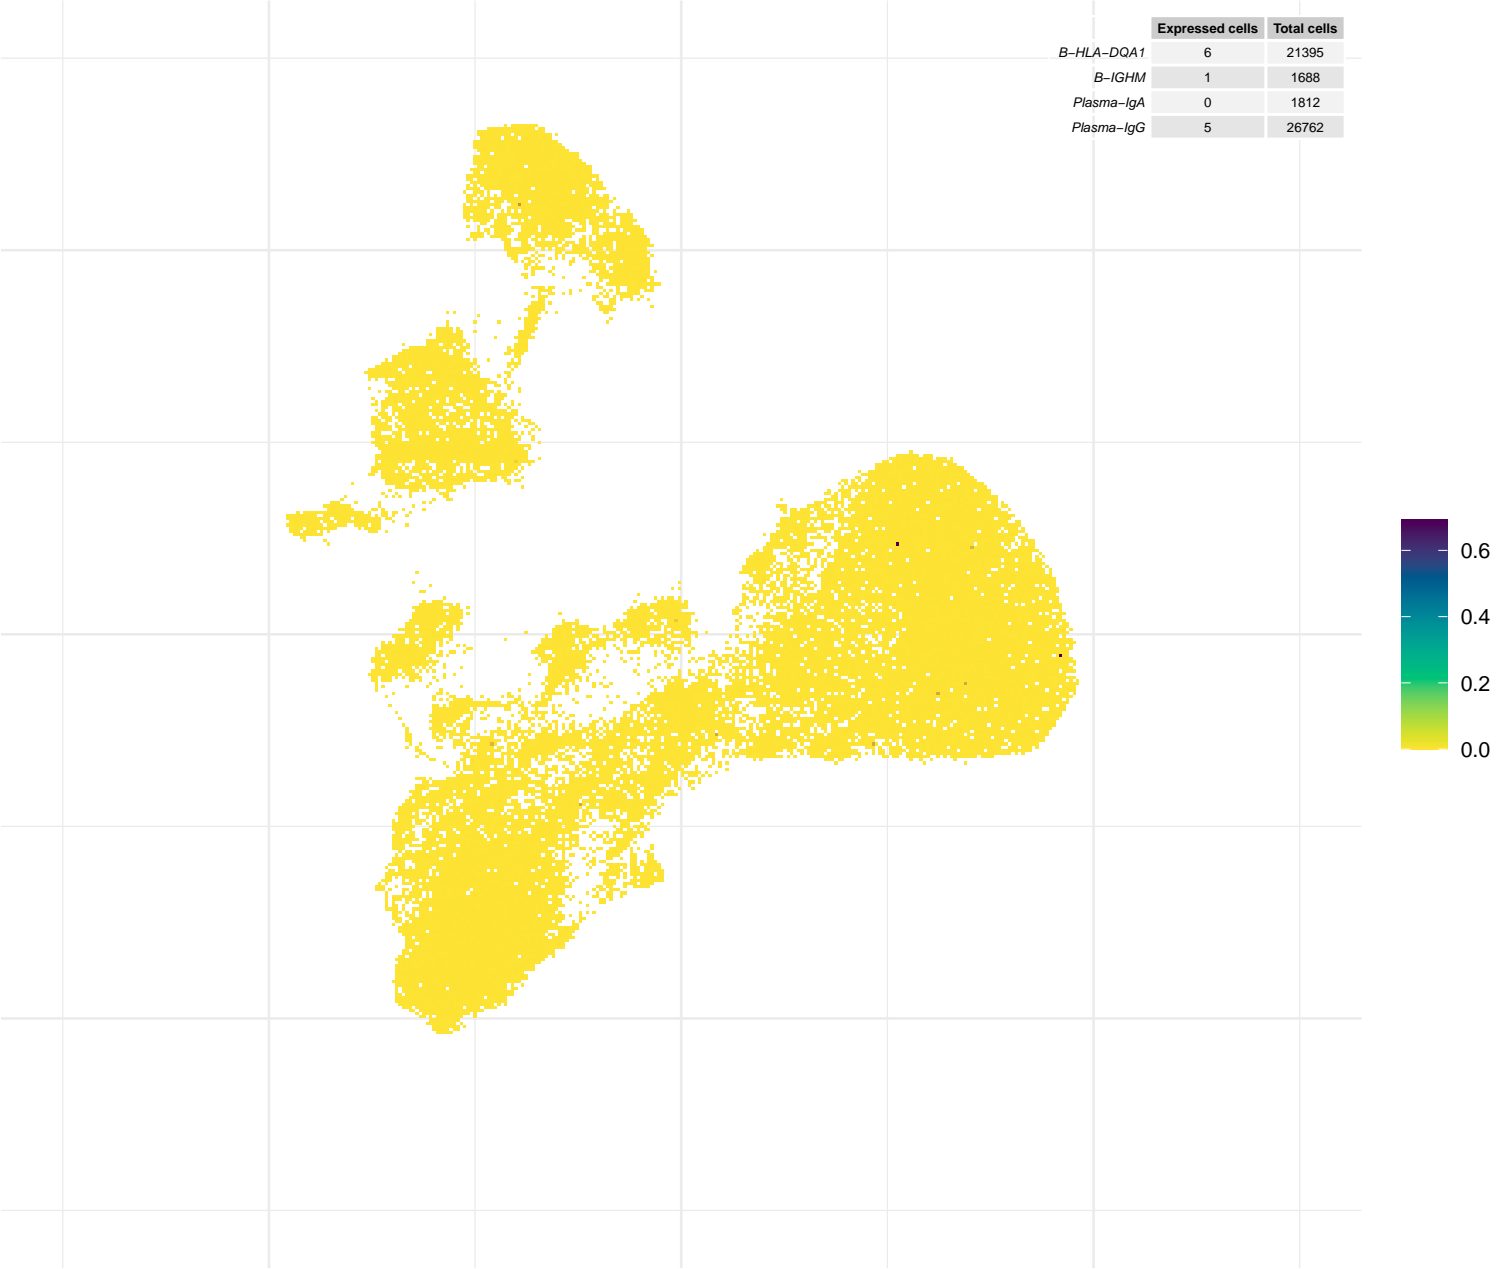 Expressed cells Total cells
B−HLA−DQA1 6 21395
B−IGHM 1 1688
Plasma−IgA 0 1812
Plasma−IgG 5 26762
0.6
0.4
0.2
0.0